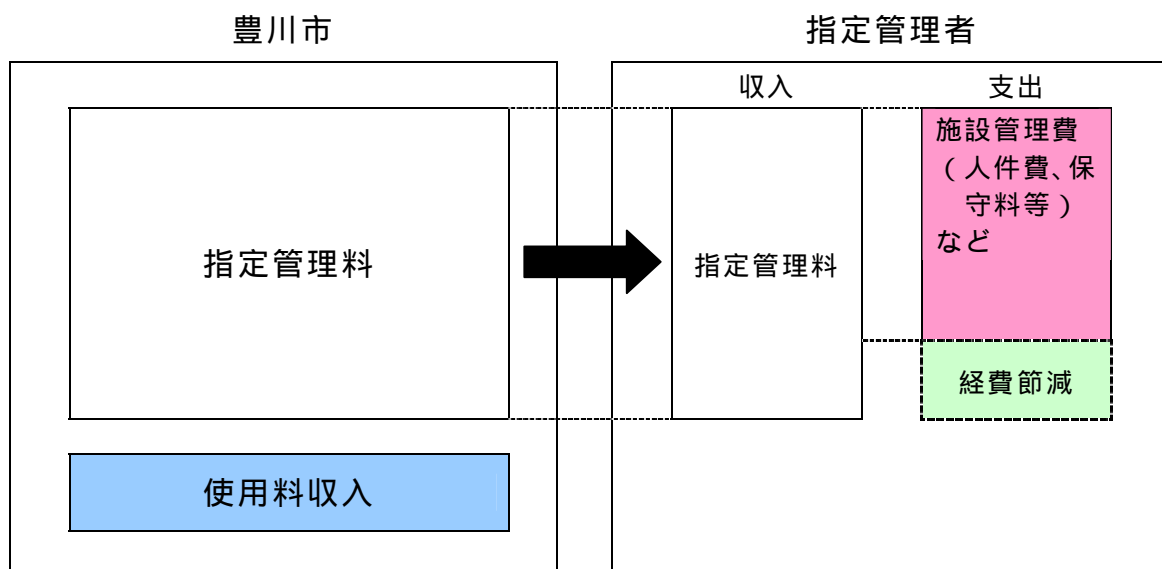 豊川市
指定管理者
収入
支出
指定管理料
指定管理料
施設管理費
（人件費、保
守料等）
など
経費節減
使用料収入